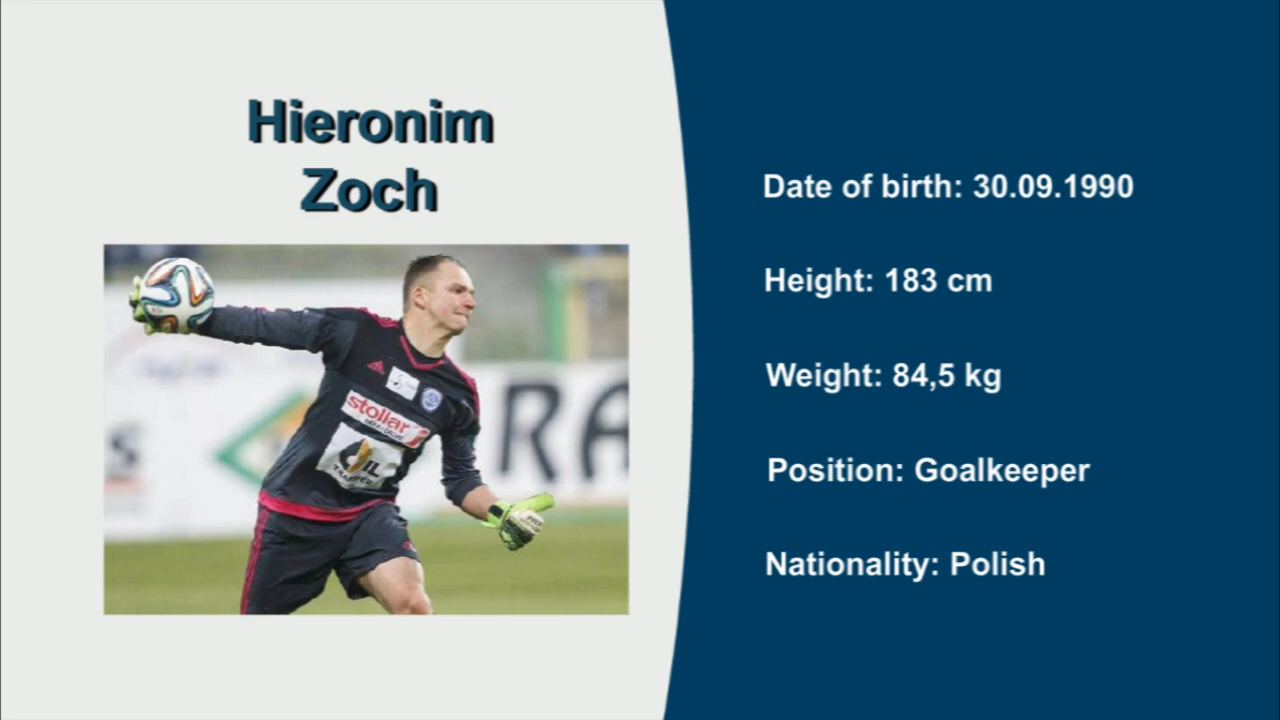 Hieronim
Zoch
Date of birth: 30.09.1990
Height: 183 cm
Weight: 84,5 kg
Position: Goalkeeper
Nationality: Polish
stollar
RA
S